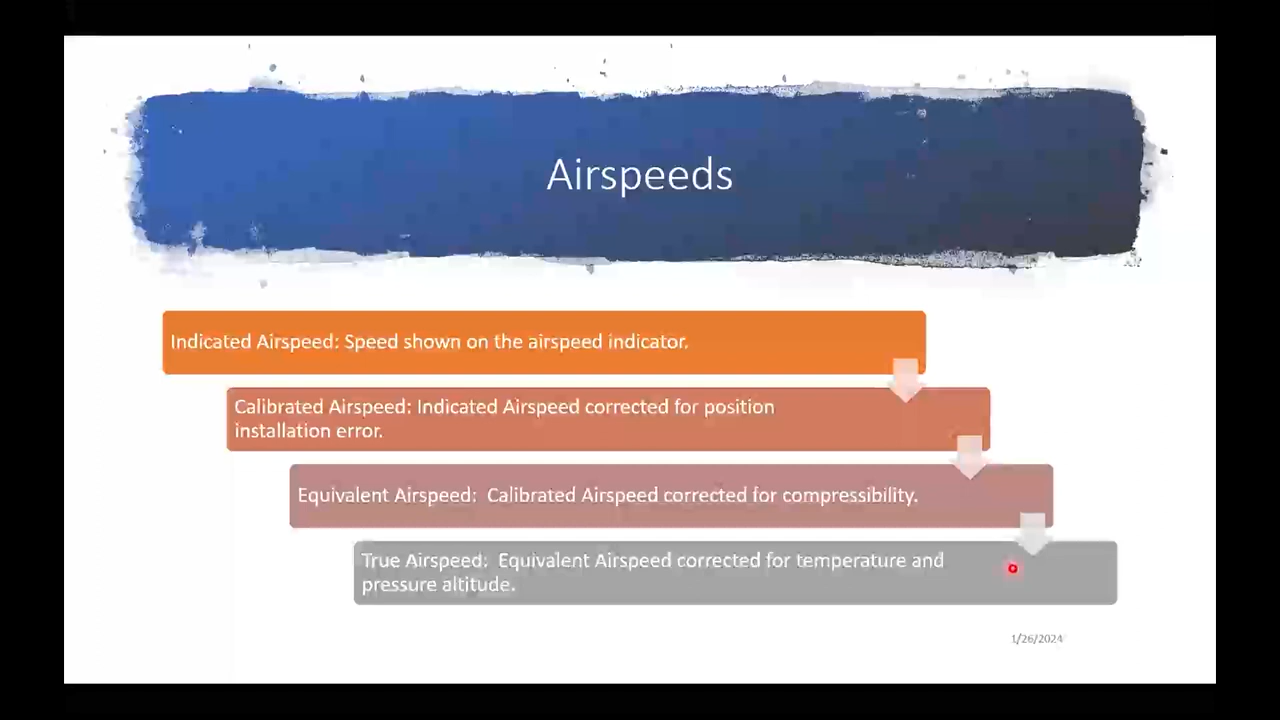 Airspeeds
Indicated Airspeed: Speed shown on the airspeed indicator.
Calibrated Airspeed: Indicated Airspeed corrected for position
installation error.
Equivalent Airspeed: Calibrated Airspeed corrected for compressibility.
True Airspeed: Equivalent Airspeed corrected for temperature and
pressure altitude.
1/26/2024